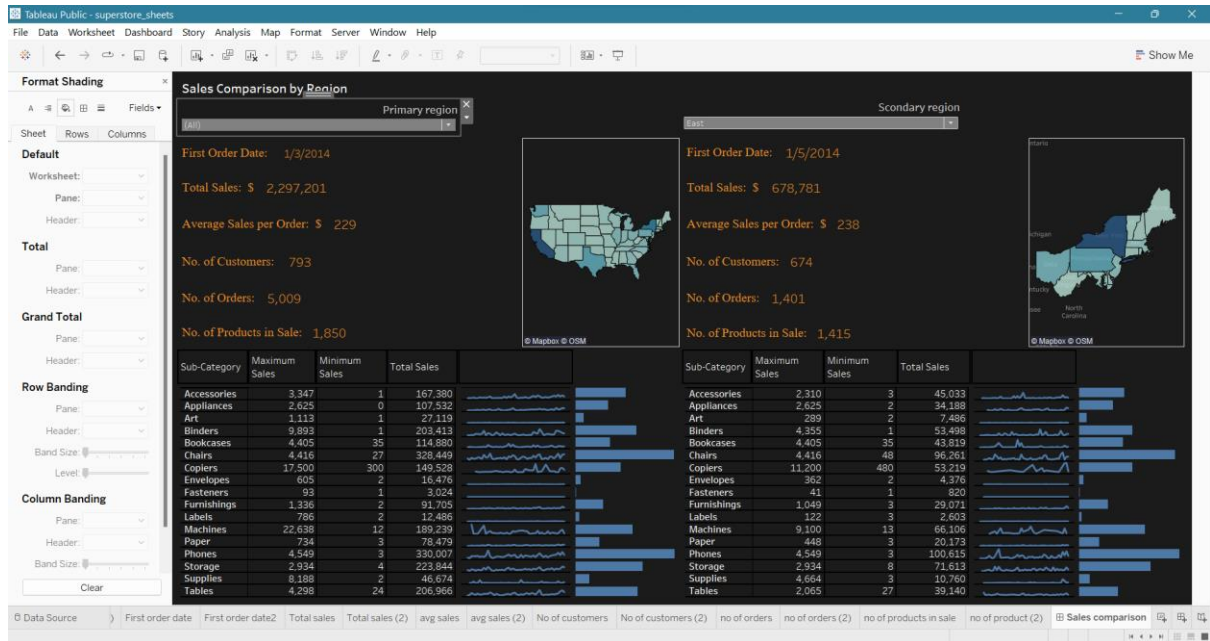 Tableau Public - superstore_sheets
File Data Worksheet Dashboard Story Analysis Map Format Server Window Help
Show Me
Format Shading
Fields
Sheet Rows Columns
Default
Worksheet:
Pane:
Header:
Total
Pane:
Header:
Grand Total
Pane:
Header:
Row Banding
Pane:
Header:
Band Size:
Level:
Column Banding
Pane:
Header:
Band Size:
Clear
Sales Comparison by Region
Primary region
(All)
First Order Date: 1/3/2014
Total Sales: $ 2,297,201
Average Sales per Order: $ 229
No. of Customers: 793
No. of Orders: 5,009
No. of Products in Sale: 1,850
© Mapbox © OSM
Sub-Category Maximum Sales Minimum Sales Total Sales
Accessories 3,347 1 167,380
Appliances 2,625 0 107,532
Art 1,113 1 27,119
Binders 9,893 1 203,413
Bookcases 4,405 35 114,880
Chairs 4,416 27 328,449
Copiers 17,500 300 149,528
Envelopes 605 2 16,476
Fasteners 93 1 3,024
Furnishings 1,336 2 91,705
Labels 786 2 12,486
Machines 22,638 12 189,239
Paper 734 3 78,479
Phones 4,549 3 330,007
Storage 2,934 4 223,844
Supplies 8,188 2 46,674
Tables 4,298 24 206,966
Scondary region
East
First Order Date: 1/5/2014
Total Sales: $ 678,781
Average Sales per Order: $ 238
No. of Customers: 674
No. of Orders: 1,401
No. of Products in Sale: 1,415
ntario
ichigan
ntucky
North
Carolina
© Mapbox © OSM
Sub-Category Maximum Sales Minimum Sales Total Sales
Accessories 2,310 3 45,033
Appliances 2,625 2 34,188
Art 289 2 7,486
Binders 4,355 1 53,498
Bookcases 4,405 35 43,819
Chairs 4,416 48 96,261
Copiers 11,200 480 53,219
Envelopes 362 2 4,376
Fasteners 41 1 820
Furnishings 1,049 3 29,071
Labels 122 3 2,603
Machines 9,100 13 66,106
Paper 448 3 20,173
Phones 4,549 3 100,615
Storage 2,934 8 71,613
Supplies 4,664 3 10,760
Tables 2,065 27 39,140
Data Source First order date First order date2 Total sales Total sales (2) avg sales avg sales (2) No of customers No of customers (2) no of orders no of orders (2) no of products in sale no of product (2) Sales comparison